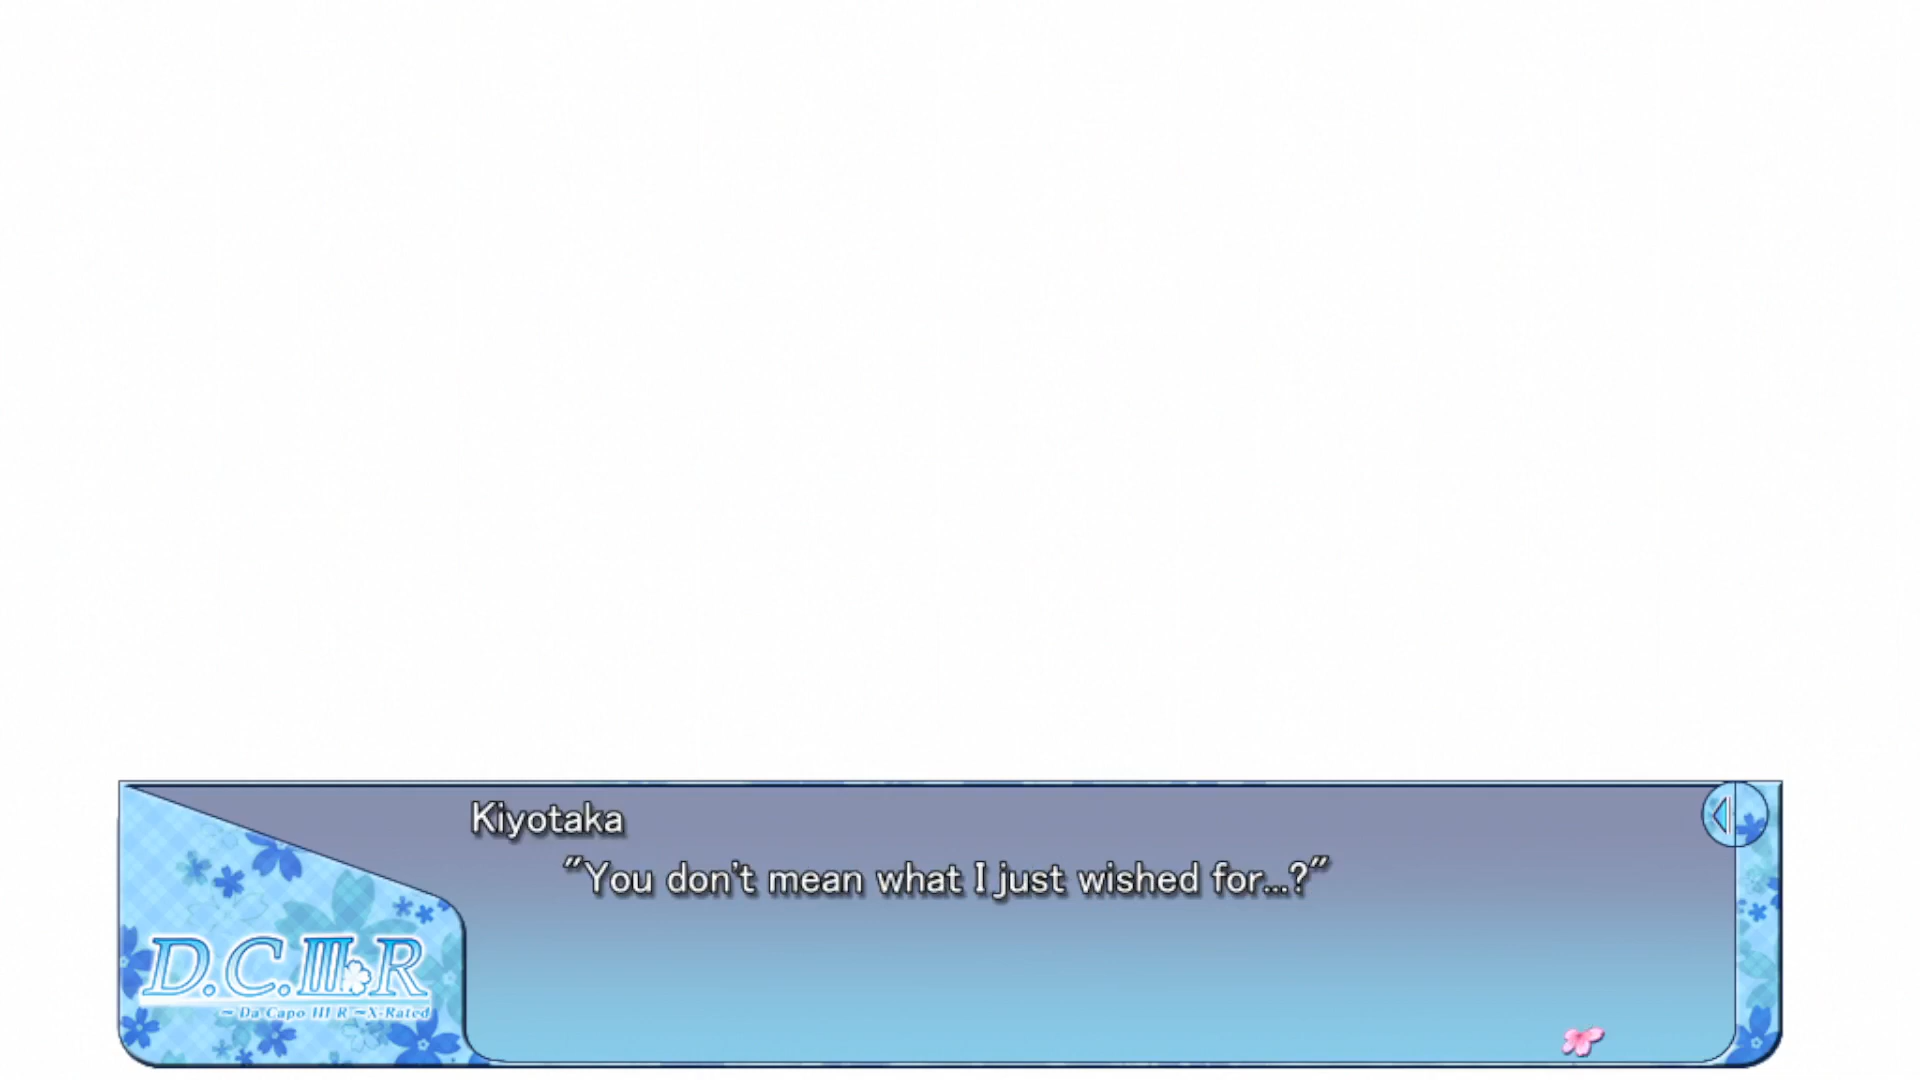 Kiyotaka
"You don't mean what I just wished for...?"
D.C.III R
~ Da Capo III R ~X-Rated